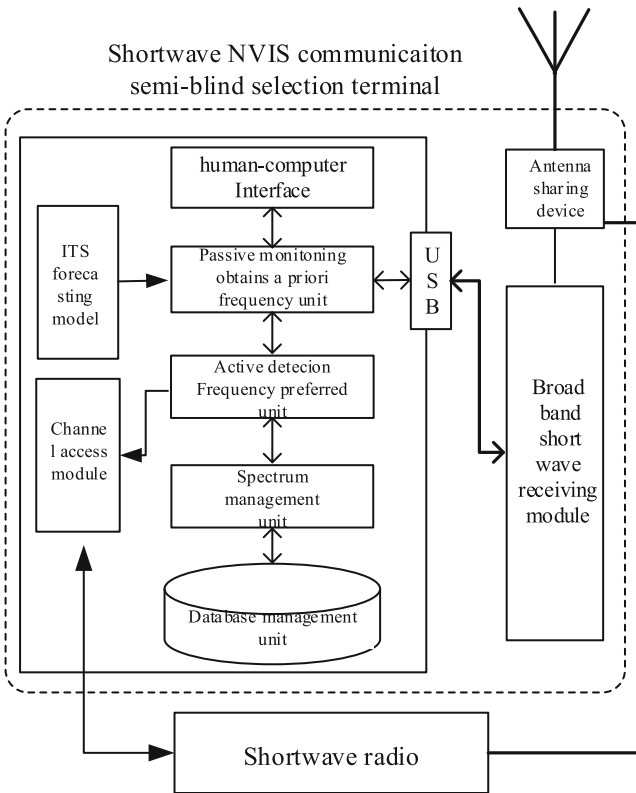 Shortwave NVIS communicaiton
semi-blind selection terminal
human-computer
Interface
Antenna
sharing
device
ITS
foreca
sting
model
Passive monitoring
obtains a priori
frequency unit
U
S
B
Active detecion
Frequency preferred
unit
Channe
l access
module
Broad
band
short
wave
receiving
module
Spectrum
management
unit
Database management
unit
Shortwave radio